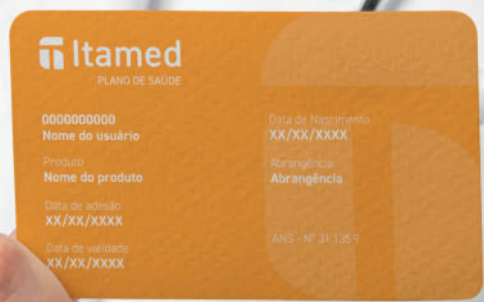 Itamed
PLANO DE SAÚDE
0000000000
Nome do usuário
Data de Nascimento
XX/XX/XXXX
Produto
Nome do produto
Abrangência
Abrangência
Data de adesão
XX/XX/XXXX
Data de validade
XX/XX/XXXX
ANS - Nº 31 135 9